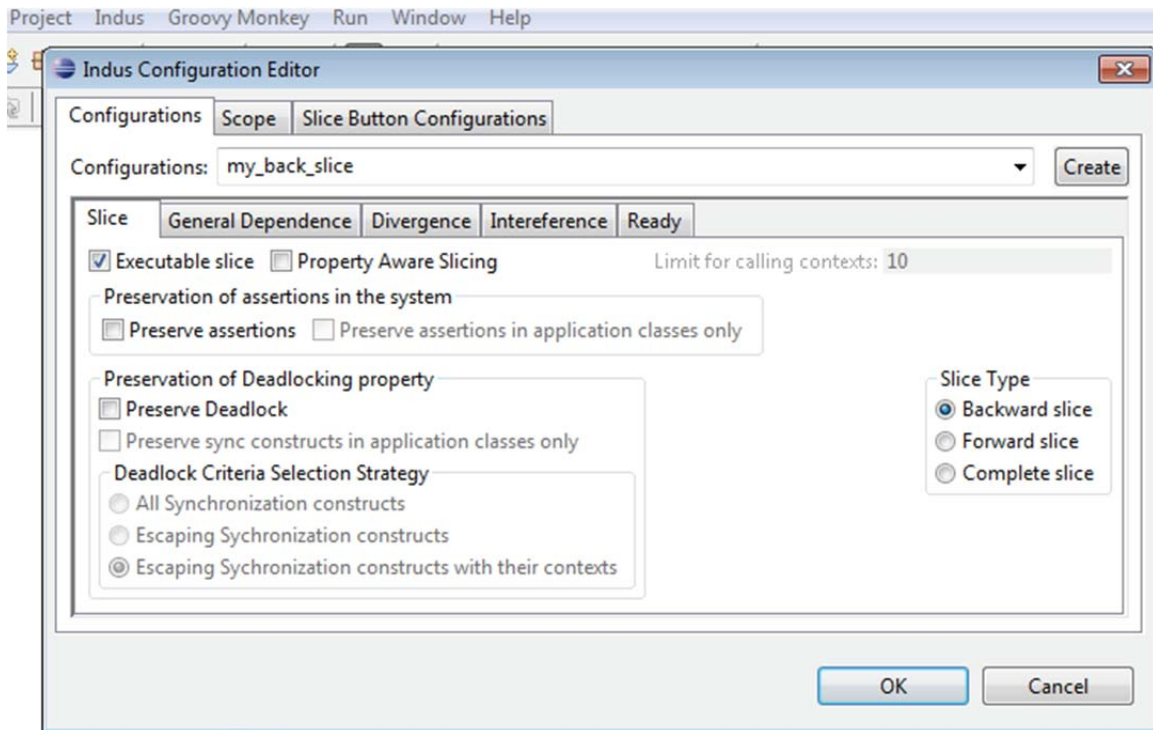 Project Indus Groovy Monkey Run Window Help
Indus Configuration Editor
Configurations Scope Slice Button Configurations
Configurations: my_back_slice Create
Slice General Dependence Divergence Intereference Ready
Executable slice Property Aware Slicing Limit for calling contexts: 10
Preservation of assertions in the system
Preserve assertions Preserve assertions in application classes only
Preservation of Deadlocking property
Preserve Deadlock
Preserve sync constructs in application classes only
Deadlock Criteria Selection Strategy
All Synchronization constructs
Escaping Sychronization constructs
Escaping Sychronization constructs with their contexts
Slice Type
Backward slice
Forward slice
Complete slice
OK Cancel